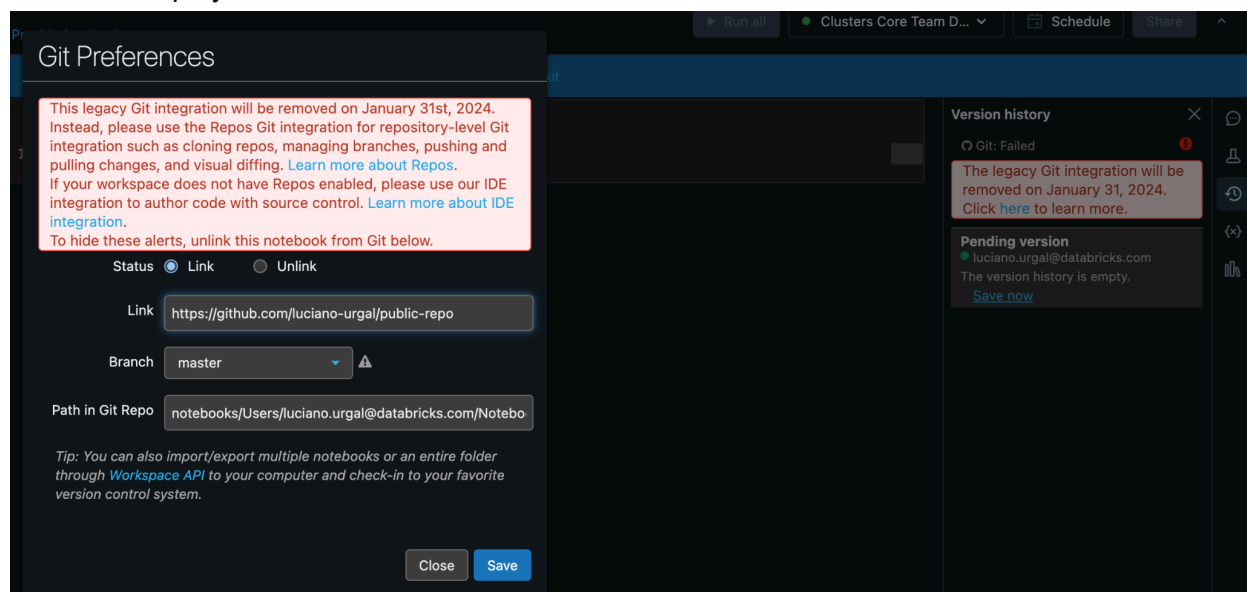 Run all
Clusters Core Team D...
Schedule
Share
Git Preferences
This legacy Git integration will be removed on January 31st, 2024.
Instead, please use the Repos Git integration for repository-level Git
integration such as cloning repos, managing branches, pushing and
pulling changes, and visual diffing. Learn more about Repos.
If your workspace does not have Repos enabled, please use our IDE
integration to author code with source control. Learn more about IDE
integration.
To hide these alerts, unlink this notebook from Git below.
Status
Link
Unlink
Link
https://github.com/luciano-urgal/public-repo
Branch
master
Path in Git Repo
notebooks/Users/luciano.urgal@databricks.com/Notebo
Tip: You can also import/export multiple notebooks or an entire folder
through Workspace API to your computer and check-in to your favorite
version control system.
Close
Save
Version history
Git: Failed
The legacy Git integration will be
removed on January 31, 2024.
Click here to learn more.
Pending version
luciano.urgal@databricks.com
The version history is empty.
Save now